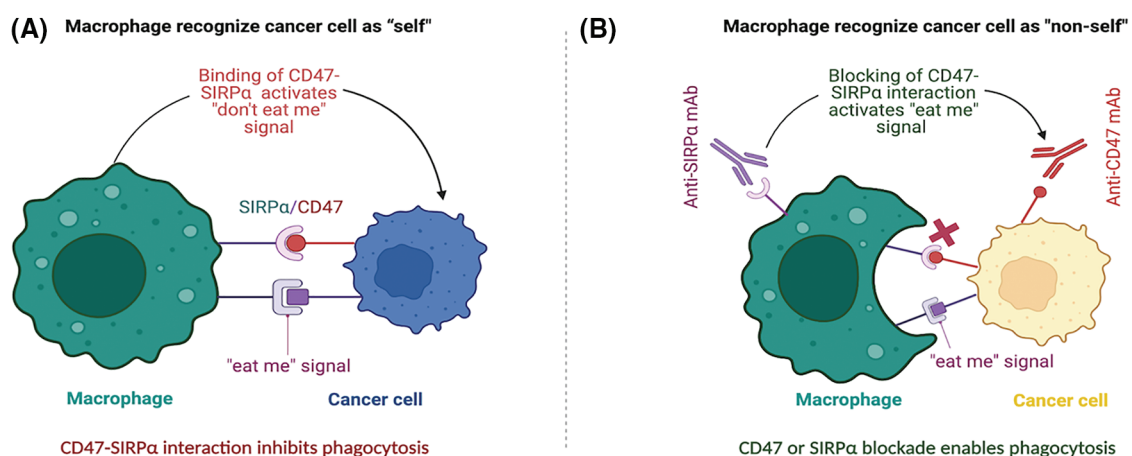 (A)
Macrophage recognize cancer cell as “self"
Binding of CD47-
SIRPα activates
"don't eat me"
signal
SIRPα/CD47
"eat me" signal
Macrophage
Cancer cell
CD47-SIRPα interaction inhibits phagocytosis
(B)
Macrophage recognize cancer cell as "non-self"
Blocking of CD47-
SIRPα interaction
activates "eat me"
signal
Anti-SIRPα mAb
Anti-CD47 mAb
"eat me" signal
Macrophage
Cancer cell
CD47 or SIRPα blockade enables phagocytosis